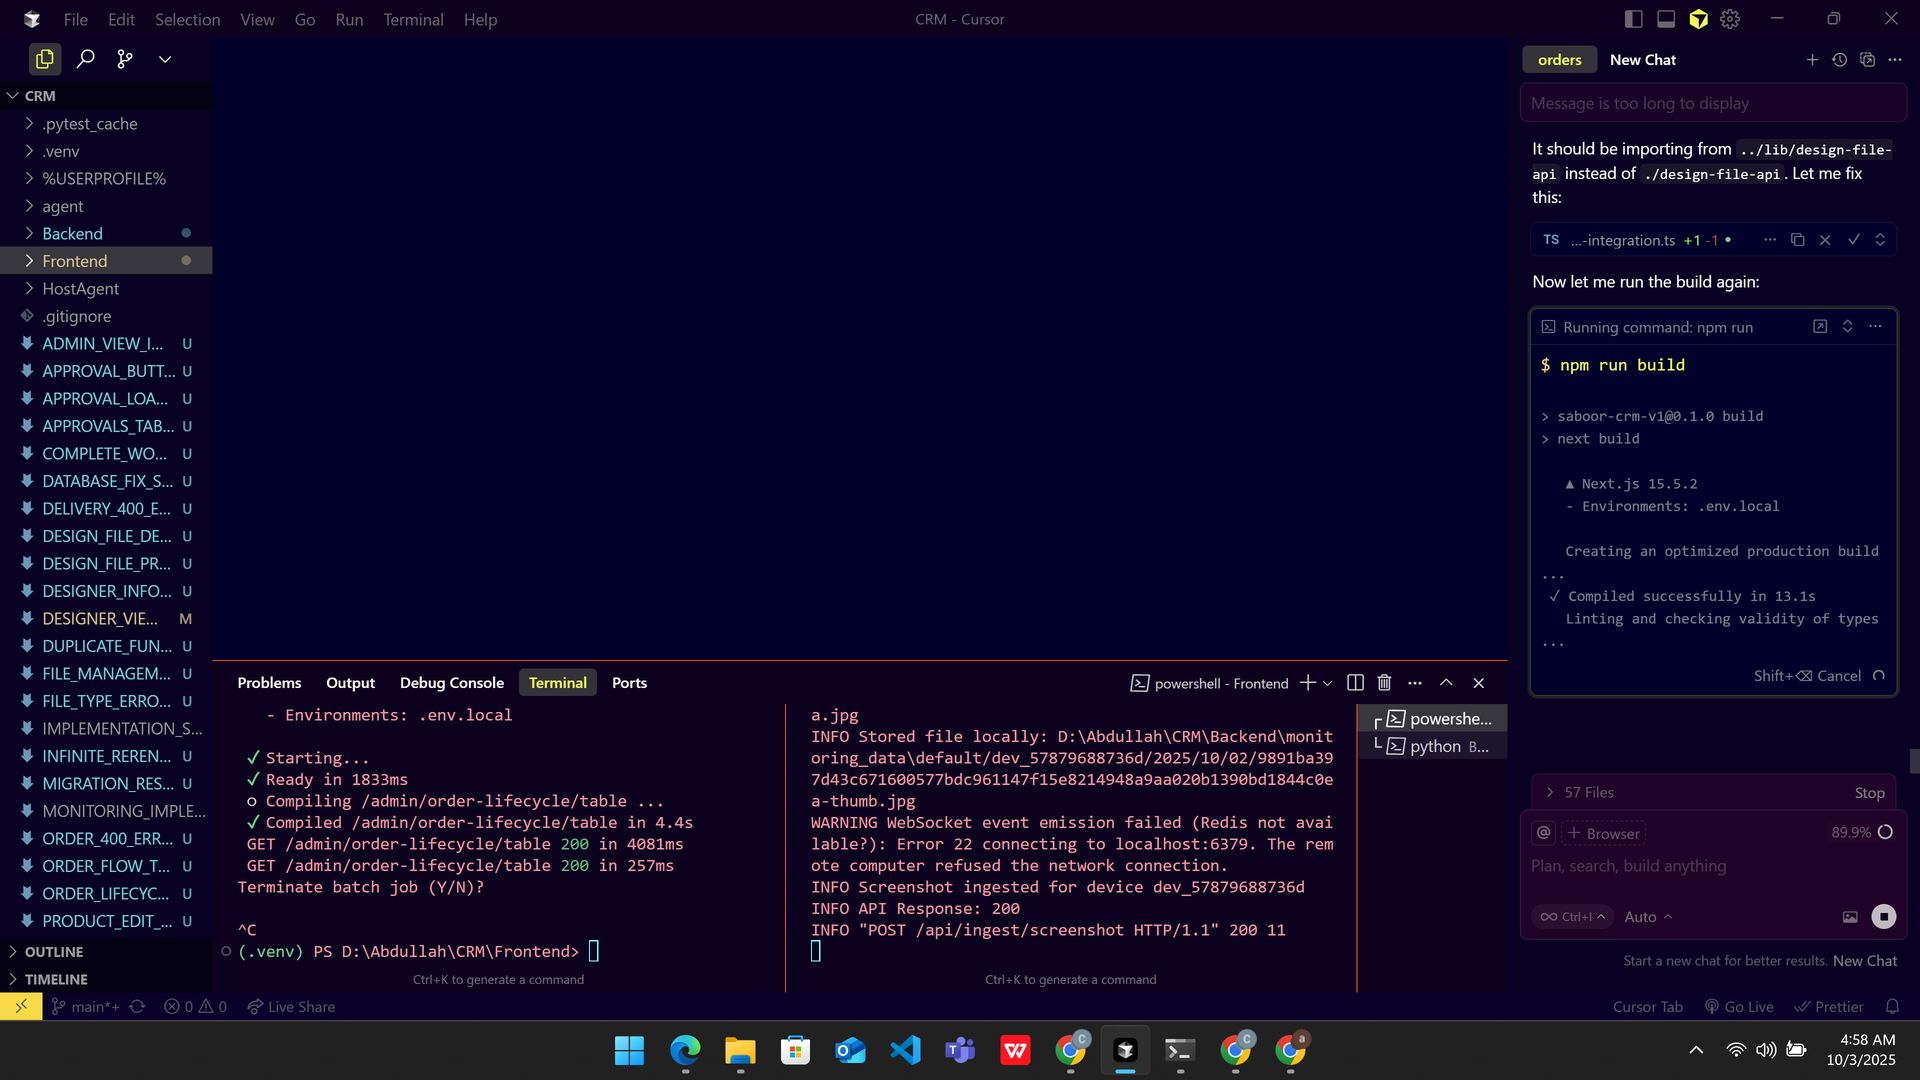 File Edit Selection View Go Run Terminal Help
CRM - Cursor
CRM
.pytest_cache
.venv
%USERPROFILE%
agent
Backend
Frontend
HostAgent
.gitignore
ADMIN_VIEW_I... U
APPROVAL_BUTT... U
APPROVAL_LOA... U
APPROVALS_TAB... U
COMPLETE_WO... U
DATABASE_FIX_S... U
DELIVERY_400_E... U
DESIGN_FILE_DE... U
DESIGN_FILE_PR... U
DESIGNER_INFO... U
DESIGNER_VIE... M
DUPLICATE_FUN... U
FILE_MANAGEM... U
FILE_TYPE_ERRO... U
IMPLEMENTATION_S...
INFINITE_REREN... U
MIGRATION_RES... U
MONITORING_IMPLE...
ORDER_400_ERR... U
ORDER_FLOW_T... U
ORDER_LIFECYC... U
PRODUCT_EDIT_... U
OUTLINE
TIMELINE
Problems Output Debug Console Terminal Ports
powershell - Frontend
- Environments: .env.local
✓ Starting...
✓ Ready in 1833ms
○ Compiling /admin/order-lifecycle/table ...
✓ Compiled /admin/order-lifecycle/table in 4.4s
GET /admin/order-lifecycle/table 200 in 4081ms
GET /admin/order-lifecycle/table 200 in 257ms
Terminate batch job (Y/N)?
^C
(.venv) PS D:\Abdullah\CRM\Frontend>
Ctrl+K to generate a command
a.jpg
INFO Stored file locally: D:\Abdullah\CRM\Backend\monit
oring_data\default/dev_57879688736d/2025/10/02/9891ba39
7d43c671600577bdc961147f15e8214948a9aa020b1390bd1844c0e
a-thumb.jpg
WARNING WebSocket event emission failed (Redis not avai
lable?): Error 22 connecting to localhost:6379. The rem
ote computer refused the network connection.
INFO Screenshot ingested for device dev_57879688736d
INFO API Response: 200
INFO "POST /api/ingest/screenshot HTTP/1.1" 200 11
Ctrl+K to generate a command
powershe...
python B...
orders New Chat
Message is too long to display
It should be importing from ../lib/design-file-
api instead of ./design-file-api. Let me fix
this:
TS ...-integration.ts +1 -1
Now let me run the build again:
Running command: npm run
$ npm run build
> saboor-crm-v1@0.1.0 build
> next build
▲ Next.js 15.5.2
- Environments: .env.local
Creating an optimized production build
...
✓ Compiled successfully in 13.1s
Linting and checking validity of types
...
Shift+⌫ Cancel
57 Files Stop
@ + Browser 89.9%
Plan, search, build anything
∞ Ctrl+I Auto
Start a new chat for better results. New Chat
main*+ 0 0 Live Share
Cursor Tab Go Live Prettier
4:58 AM
10/3/2025